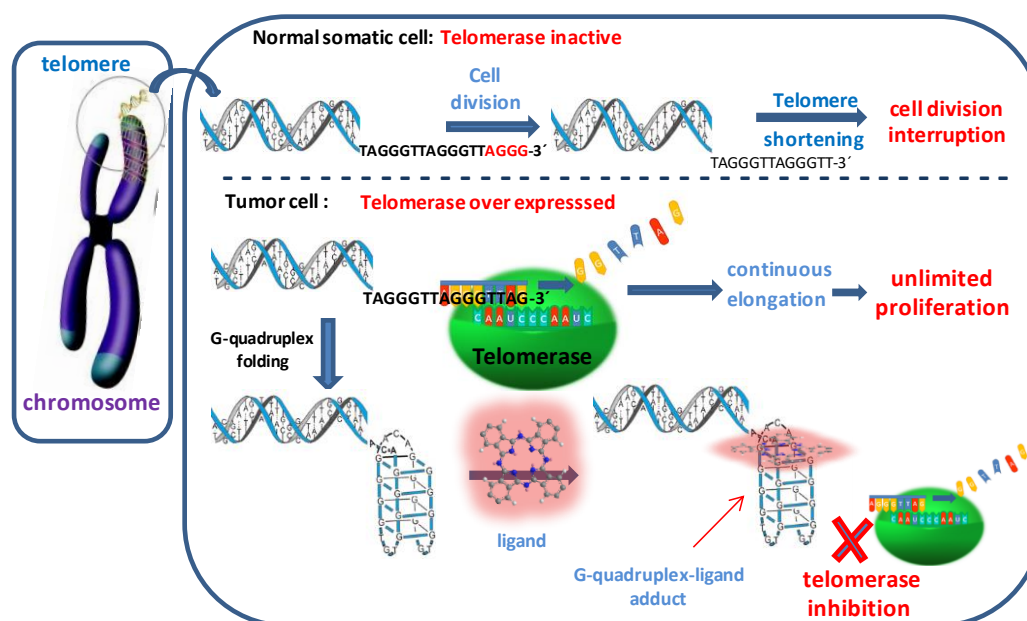 telomere
chromosome
Normal somatic cell: Telomerase inactive
Cell
division
TAGGGTTAGGGTTAGGG-3´
Telomere
shortening
TAGGGTTAGGGTT-3´
cell division
interruption
Tumor cell : Telomerase over expresssed
TAGGGTTAGGGTTAG-3´
G G T T A G
C A A U C C C A A U C
Telomerase
continuous
elongation
unlimited
proliferation
G-quadruplex
folding
ligand
G-quadruplex-ligand
adduct
C A A U C C C A A U C
telomerase
inhibition